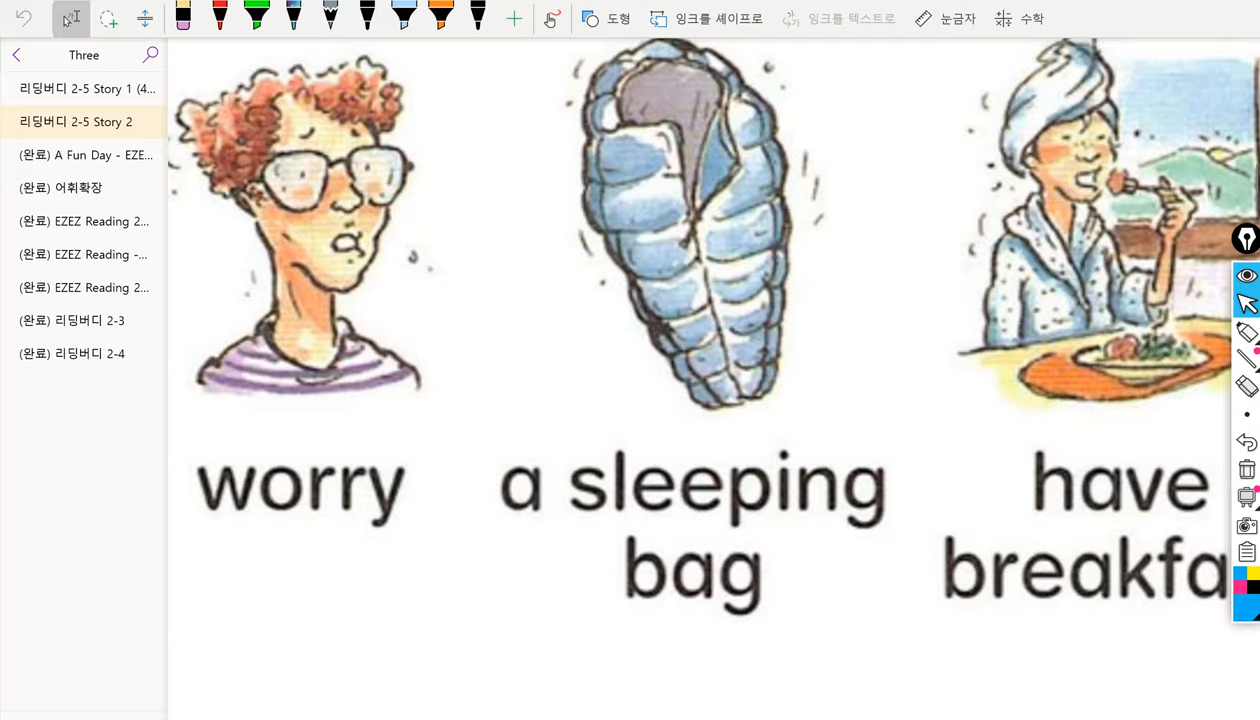 도형
잉크를 셰이프로
잉크를 텍스트로
눈금자
수학
Three
리딩버디 2-5 Story 1 (4...
리딩버디 2-5 Story 2
(완료) A Fun Day - EZE...
(완료) 어휘확장
(완료) EZEZ Reading 2...
(완료) EZEZ Reading -...
(완료) EZEZ Reading 2...
(완료) 리딩버디 2-3
(완료) 리딩버디 2-4
worry
a sleeping
bag
have
breakfa